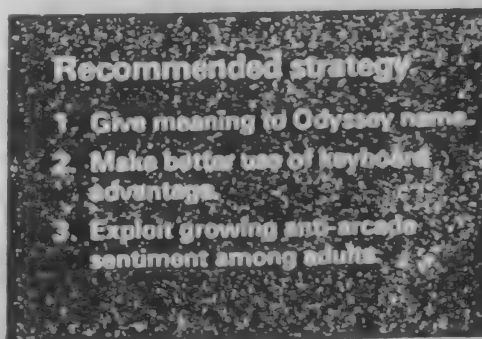 Recommended strategy
1. Give meaning to Odyssey name.
2. Make better use of keyboard
advantage.
3. Exploit growing anti-arcade
sentiment among adults.